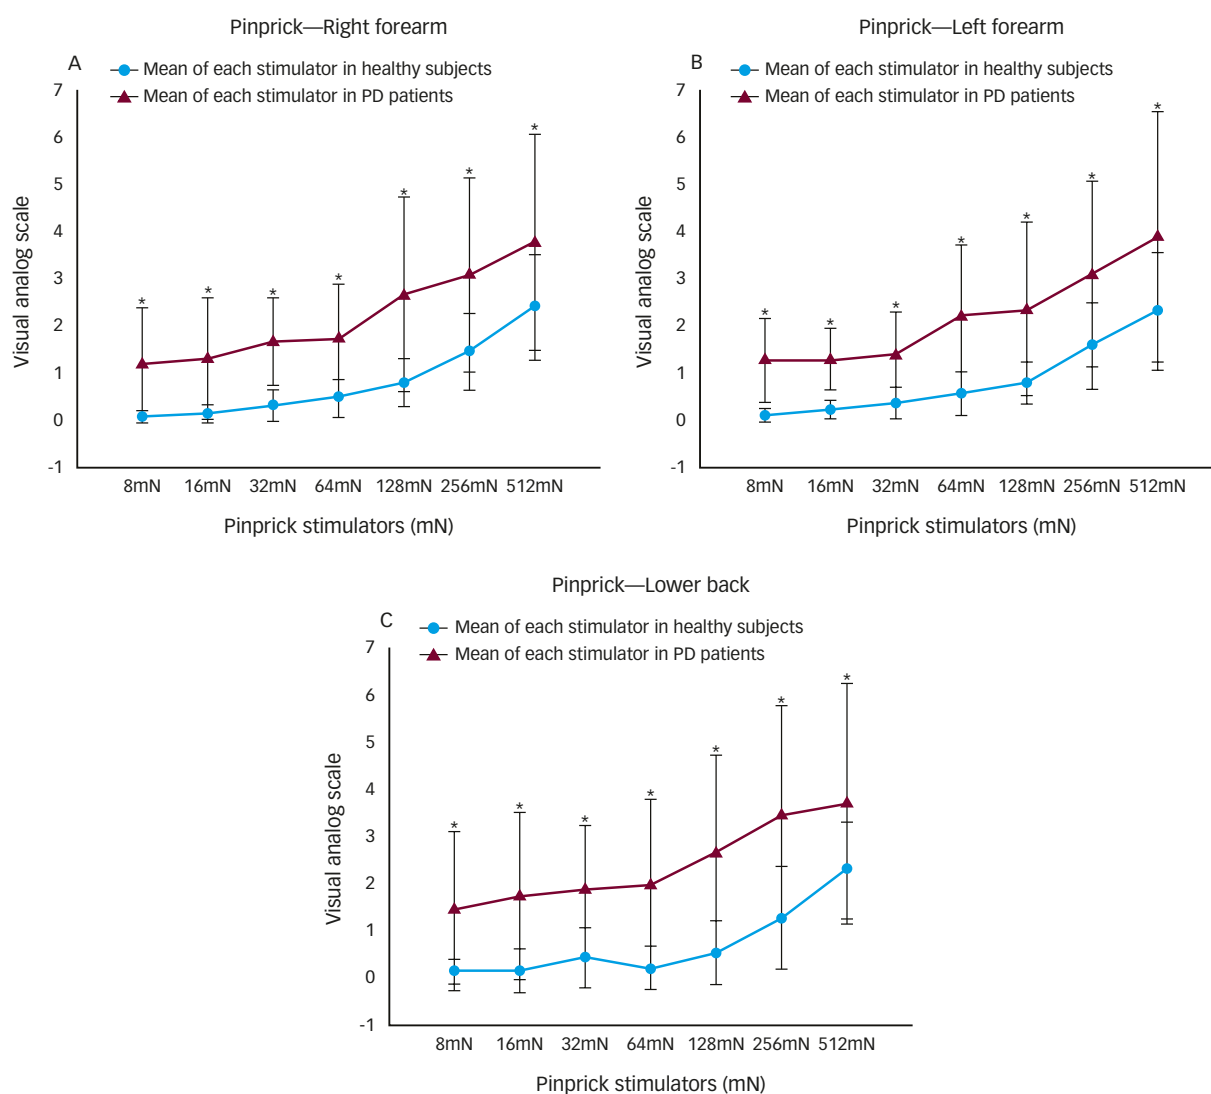 Pinprick—Right forearm
A
Mean of each stimulator in healthy subjects
Mean of each stimulator in PD patients
7
6
5
4
3
2
1
0
-1
Visual analog scale
* * * * * * *
8mN 16mN 32mN 64mN 128mN 256mN 512mN
Pinprick stimulators (mN)
Pinprick—Left forearm
B
Mean of each stimulator in healthy subjects
Mean of each stimulator in PD patients
7
6
5
4
3
2
1
0
-1
Visual analog scale
* * * * * * *
8mN 16mN 32mN 64mN 128mN 256mN 512mN
Pinprick stimulators (mN)
Pinprick—Lower back
C
Mean of each stimulator in healthy subjects
Mean of each stimulator in PD patients
7
6
5
4
3
2
1
0
-1
Visual analog scale
* * * * * * *
8mN 16mN 32mN 64mN 128mN 256mN 512mN
Pinprick stimulators (mN)